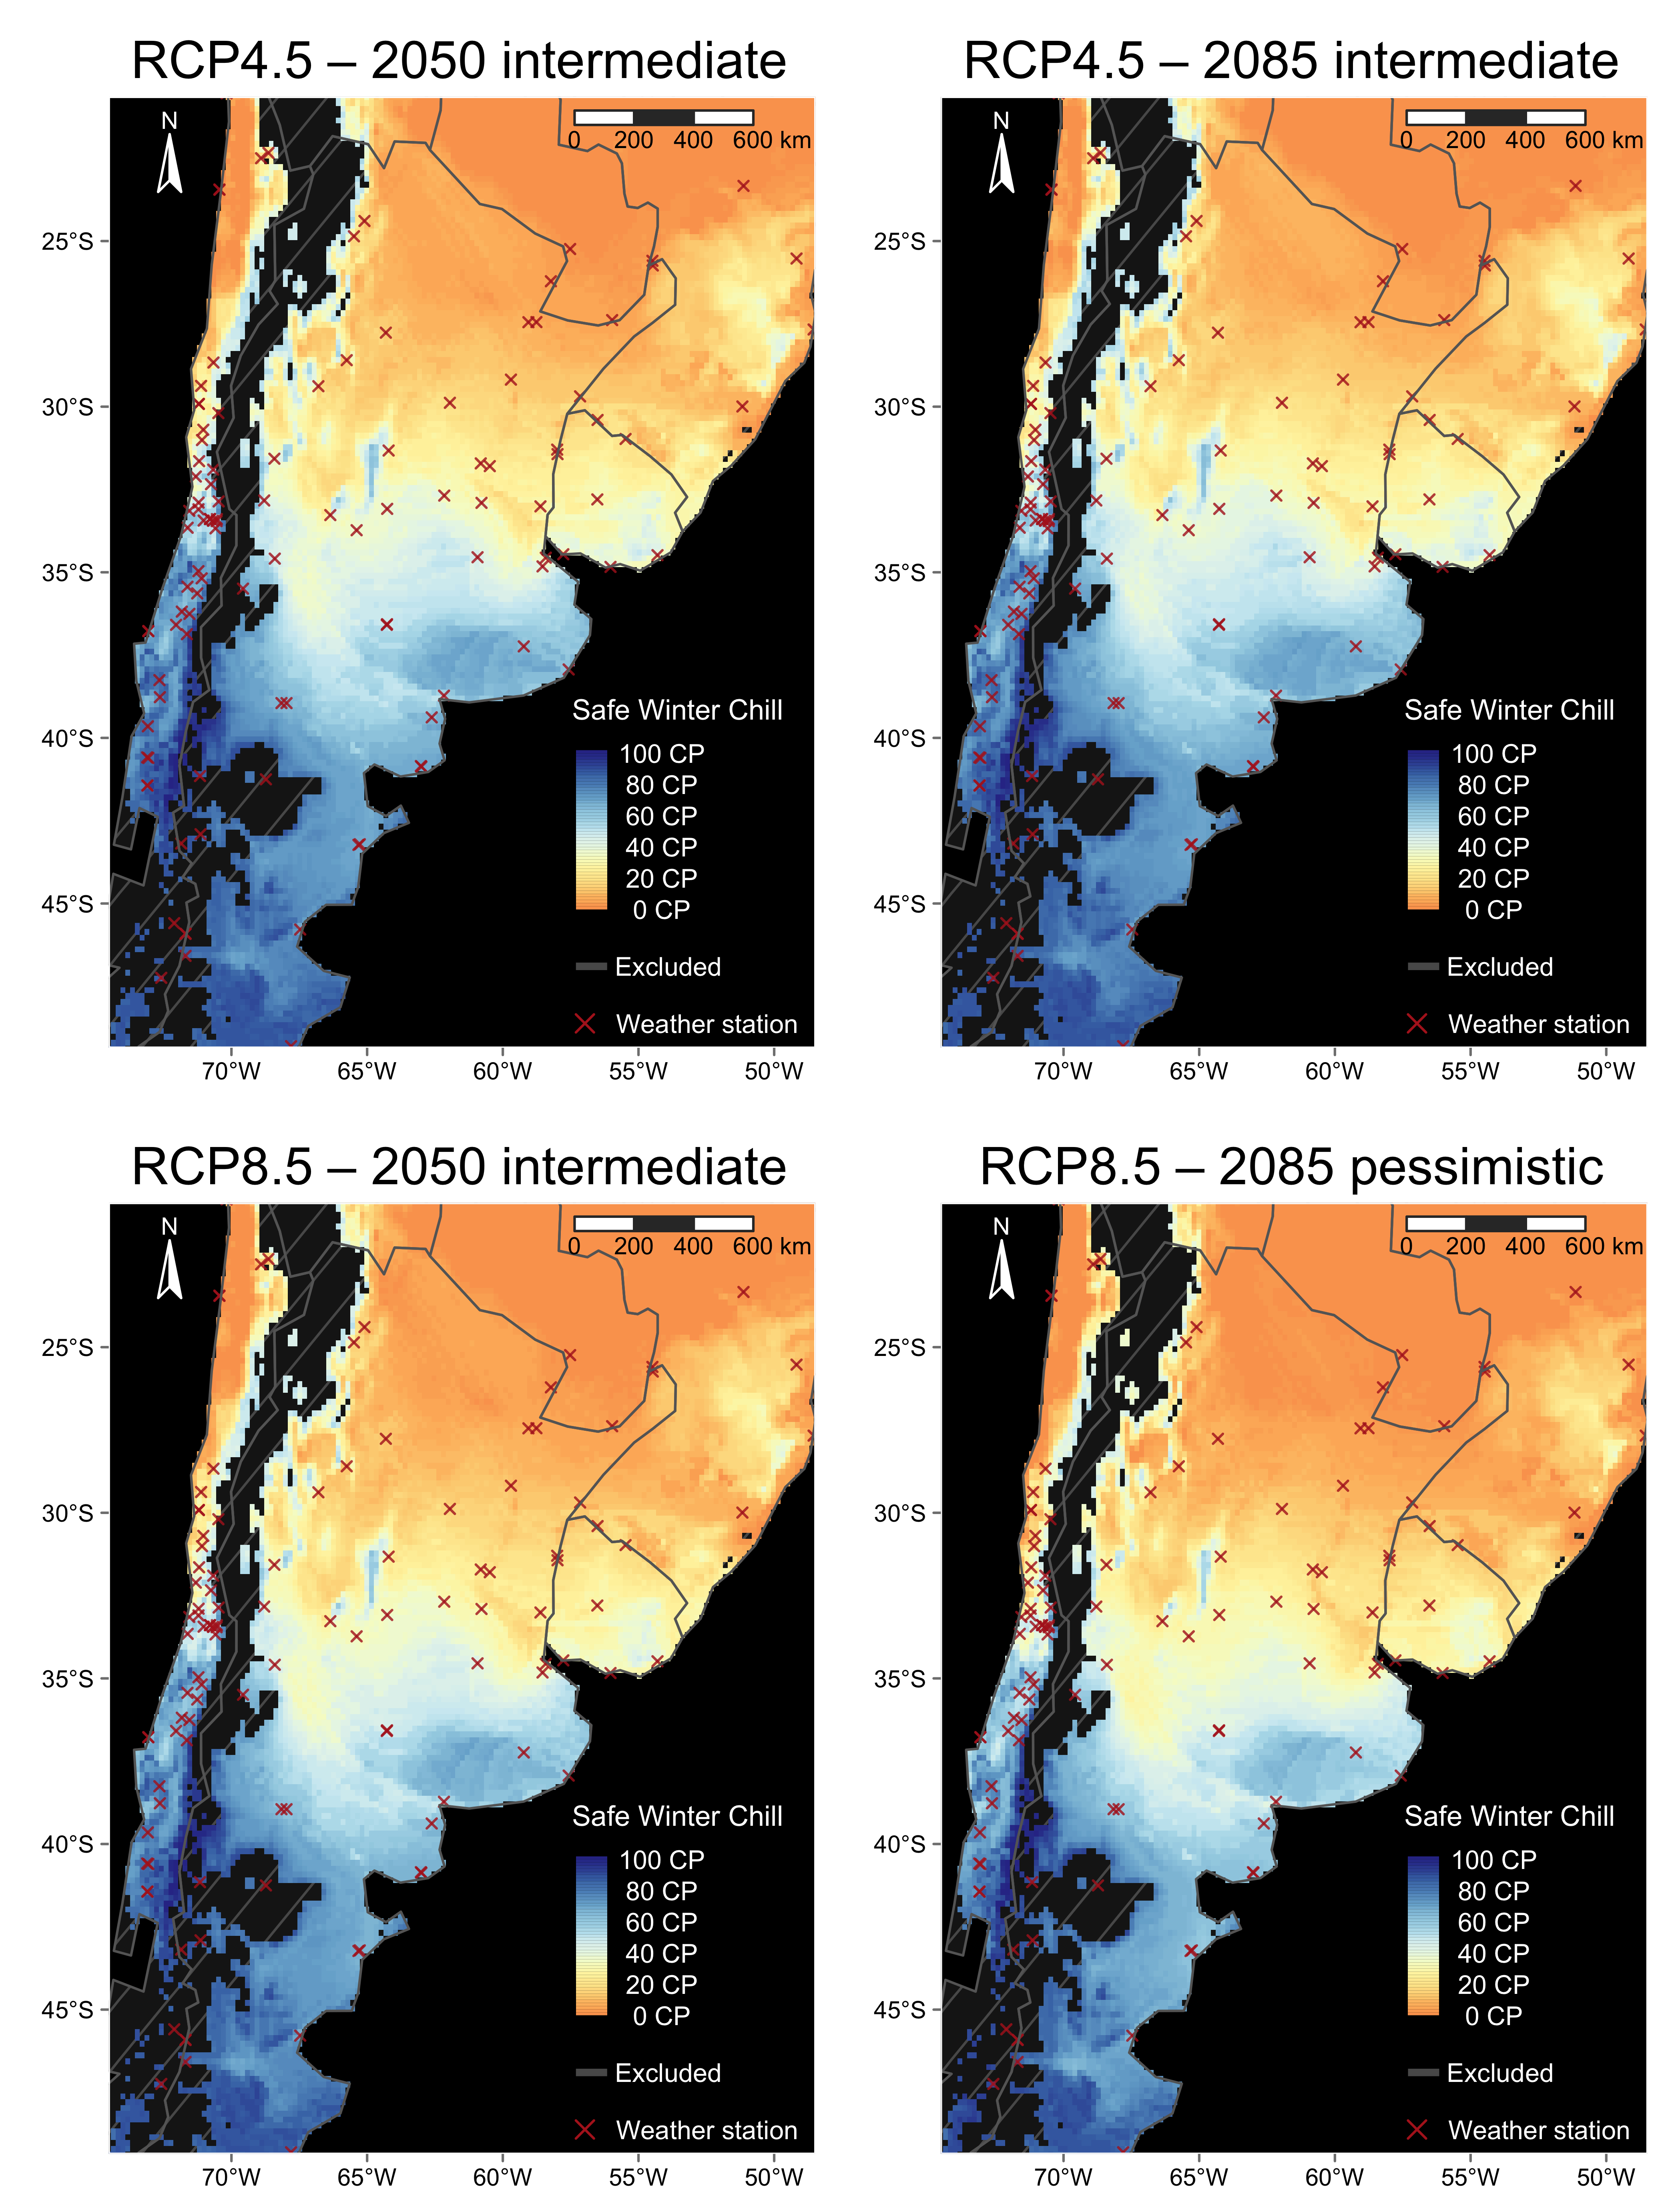 RCP4.5 – 2050 intermediate
N
0 200 400 600 km
25°S
30°S
35°S
40°S
45°S
Safe Winter Chill
100 CP
80 CP
60 CP
40 CP
20 CP
0 CP
Excluded
Weather station
70°W 65°W 60°W 55°W 50°W
RCP4.5 – 2085 intermediate
N
0 200 400 600 km
25°S
30°S
35°S
40°S
45°S
Safe Winter Chill
100 CP
80 CP
60 CP
40 CP
20 CP
0 CP
Excluded
Weather station
70°W 65°W 60°W 55°W 50°W
RCP8.5 – 2050 intermediate
N
0 200 400 600 km
25°S
30°S
35°S
40°S
45°S
Safe Winter Chill
100 CP
80 CP
60 CP
40 CP
20 CP
0 CP
Excluded
Weather station
70°W 65°W 60°W 55°W 50°W
RCP8.5 – 2085 pessimistic
N
0 200 400 600 km
25°S
30°S
35°S
40°S
45°S
Safe Winter Chill
100 CP
80 CP
60 CP
40 CP
20 CP
0 CP
Excluded
Weather station
70°W 65°W 60°W 55°W 50°W